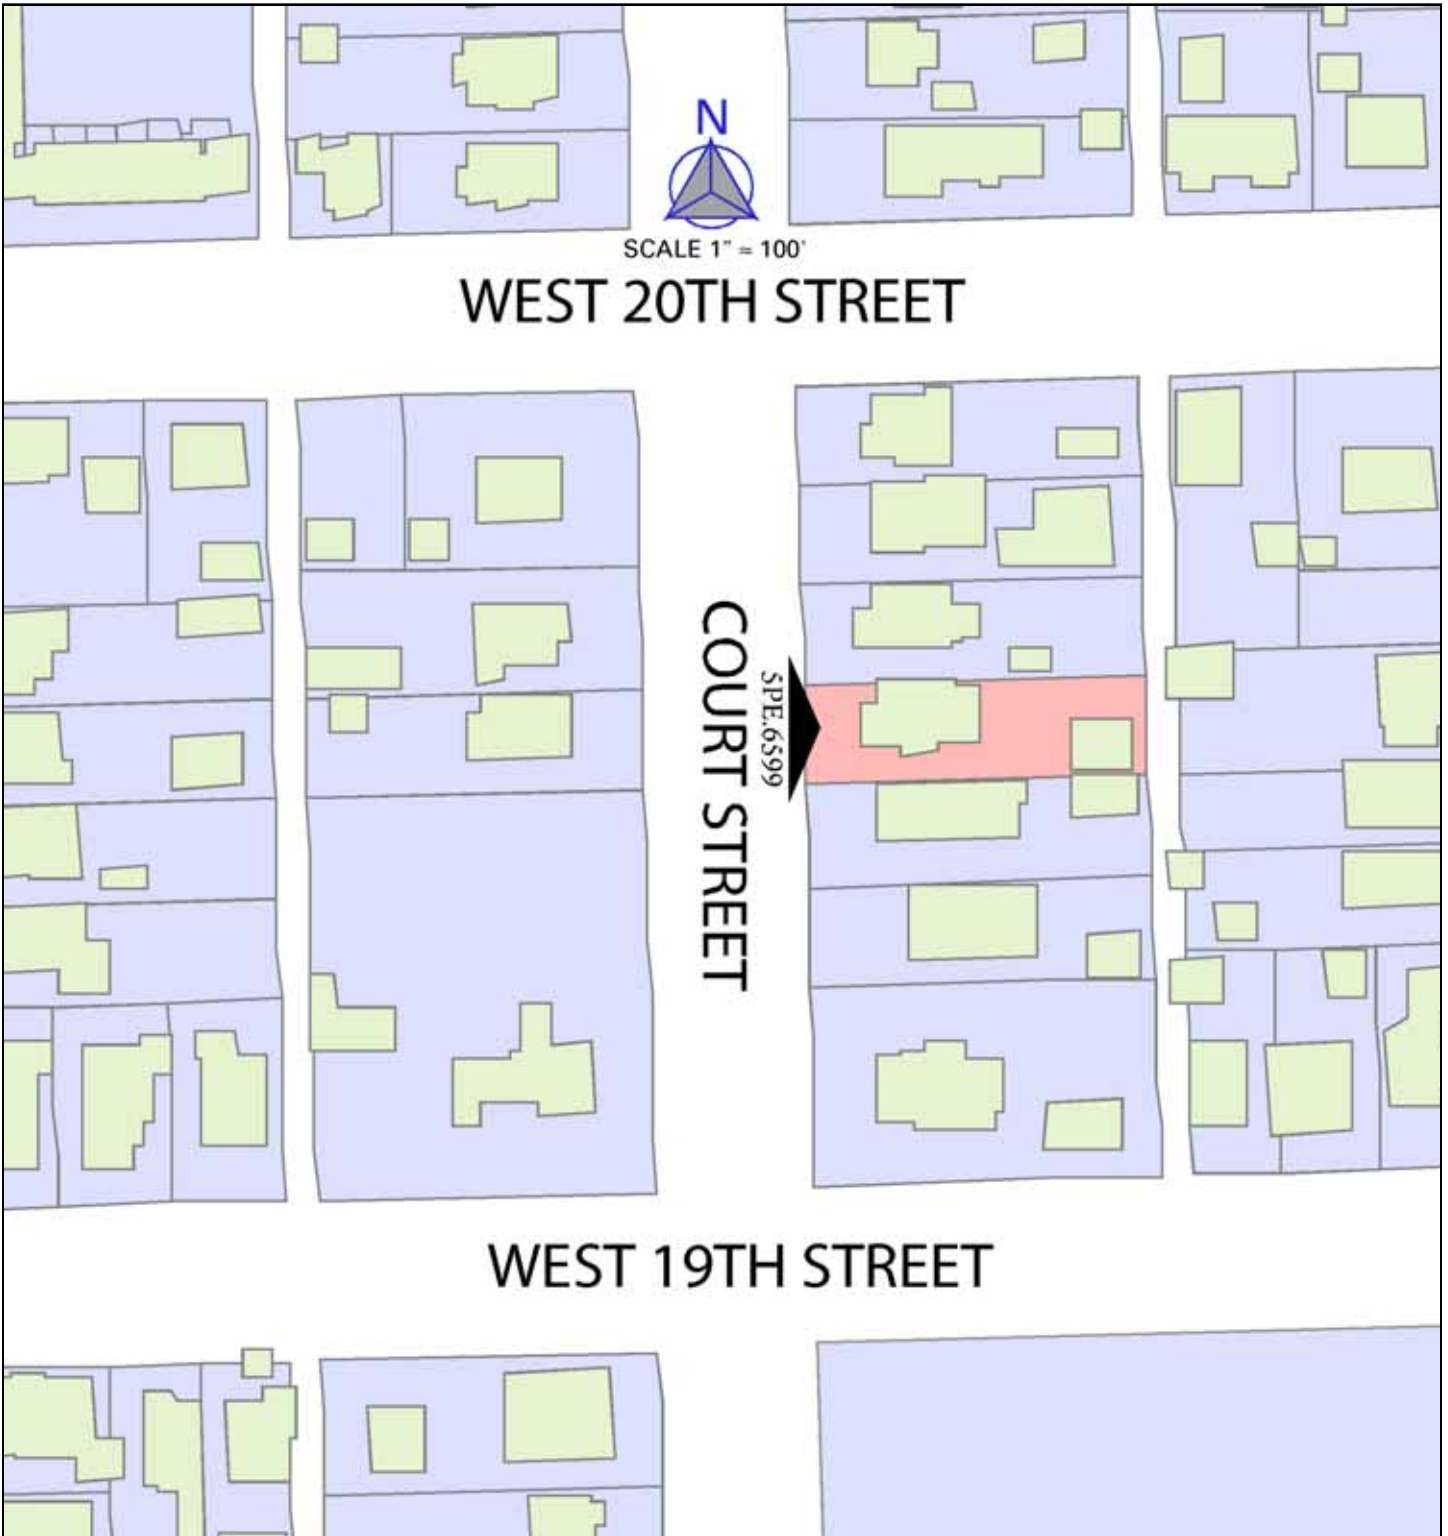 N
SCALE 1" = 100'
WEST 20TH STREET
COURT STREET
SPE.6599
WEST 19TH STREET